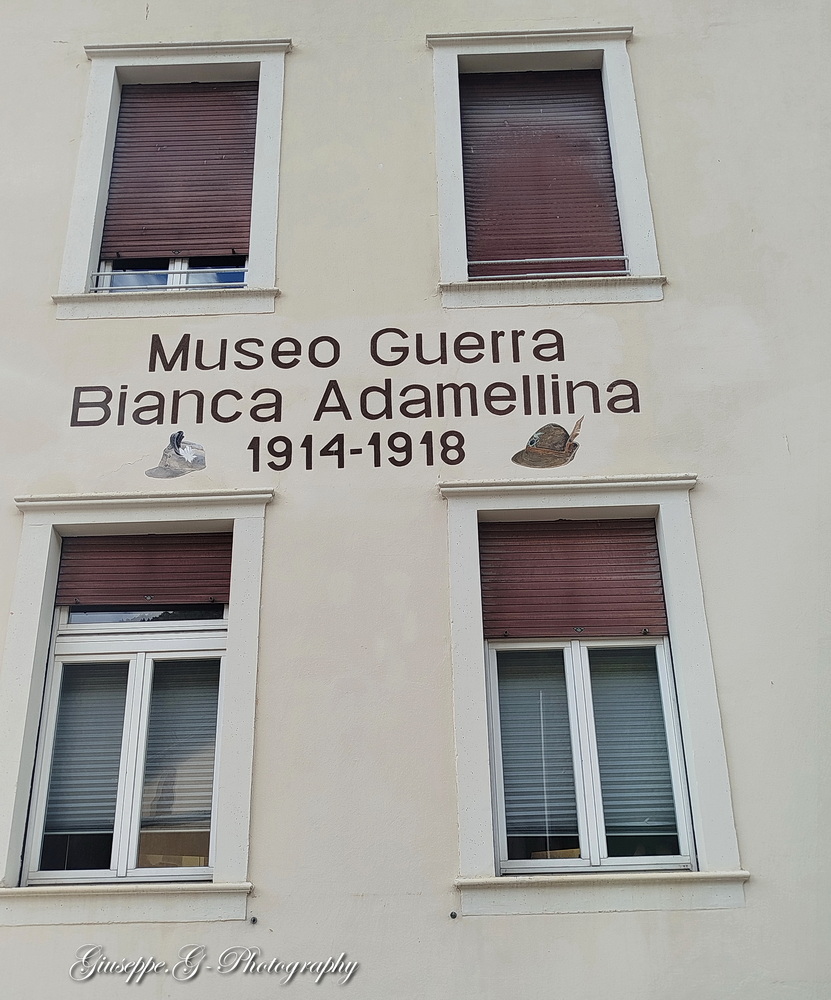 Museo Guerra
Bianca Adamellina
1914-1918
Giuseppe.G-Photography